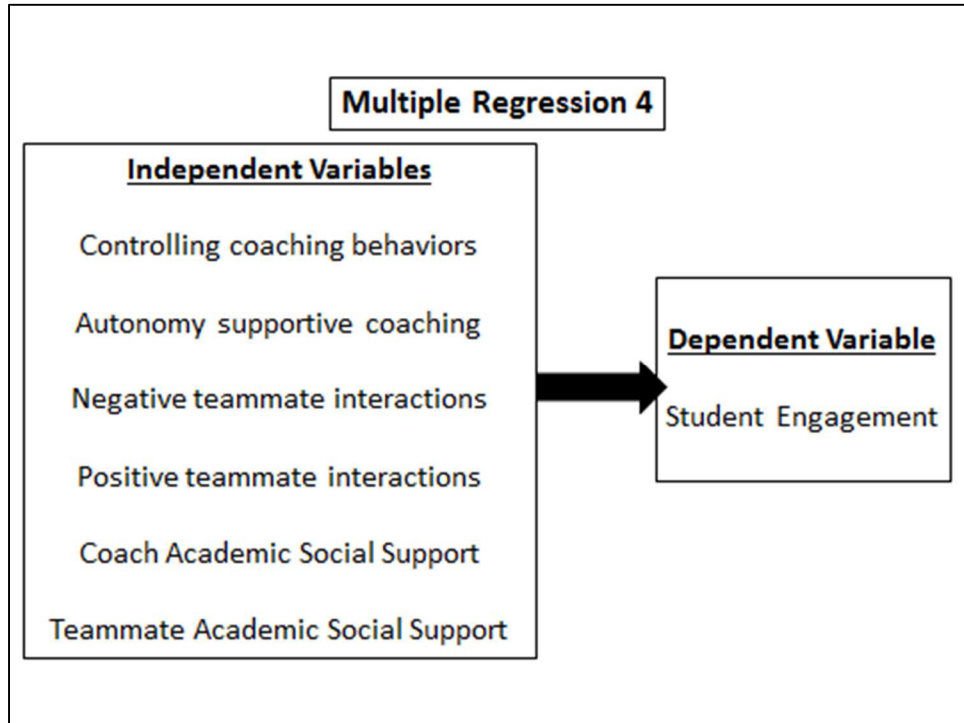 Multiple Regression 4
Independent Variables
Controlling coaching behaviors
Autonomy supportive coaching
Negative teammate interactions
Positive teammate interactions
Coach Academic Social Support
Teammate Academic Social Support
Dependent Variable
Student Engagement